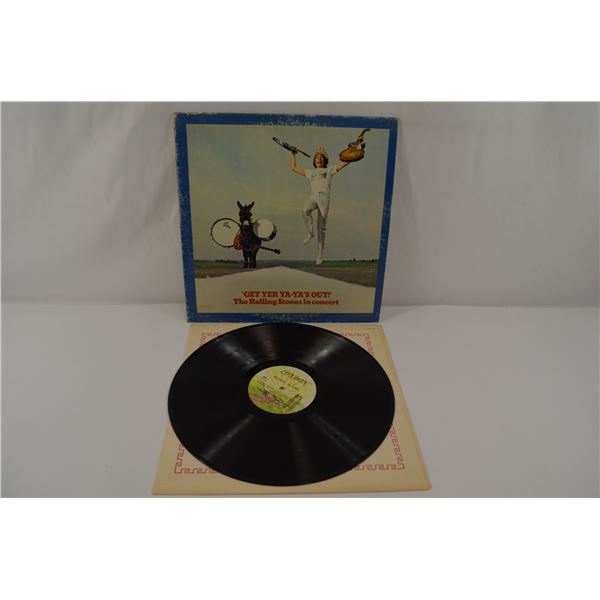 'GET YER YA-YA'S OUT!'
The Rolling Stones in concert